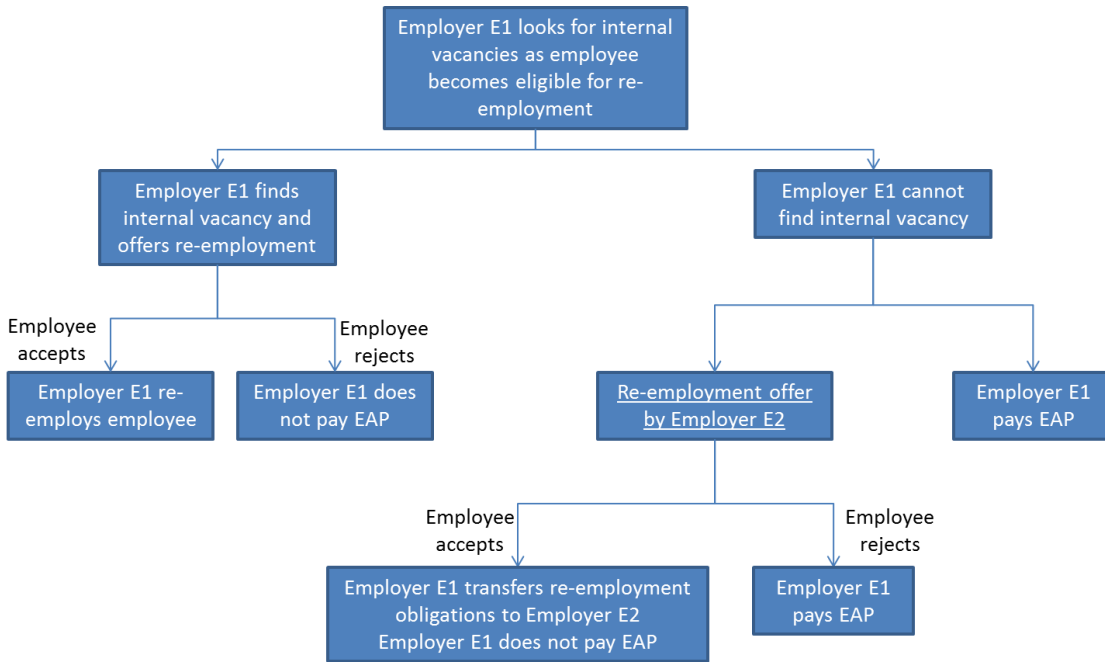 Employer E1 looks for internal
vacancies as employee
becomes eligible for re-
employment
Employer E1 finds
internal vacancy and
offers re-employment
Employer E1 cannot
find internal vacancy
Employee
accepts
Employee
rejects
Employer E1 re-
employs employee
Employer E1 does
not pay EAP
Re-employment offer
by Employer E2
Employer E1
pays EAP
Employee
accepts
Employee
rejects
Employer E1 transfers re-employment
obligations to Employer E2
Employer E1 does not pay EAP
Employer E1
pays EAP